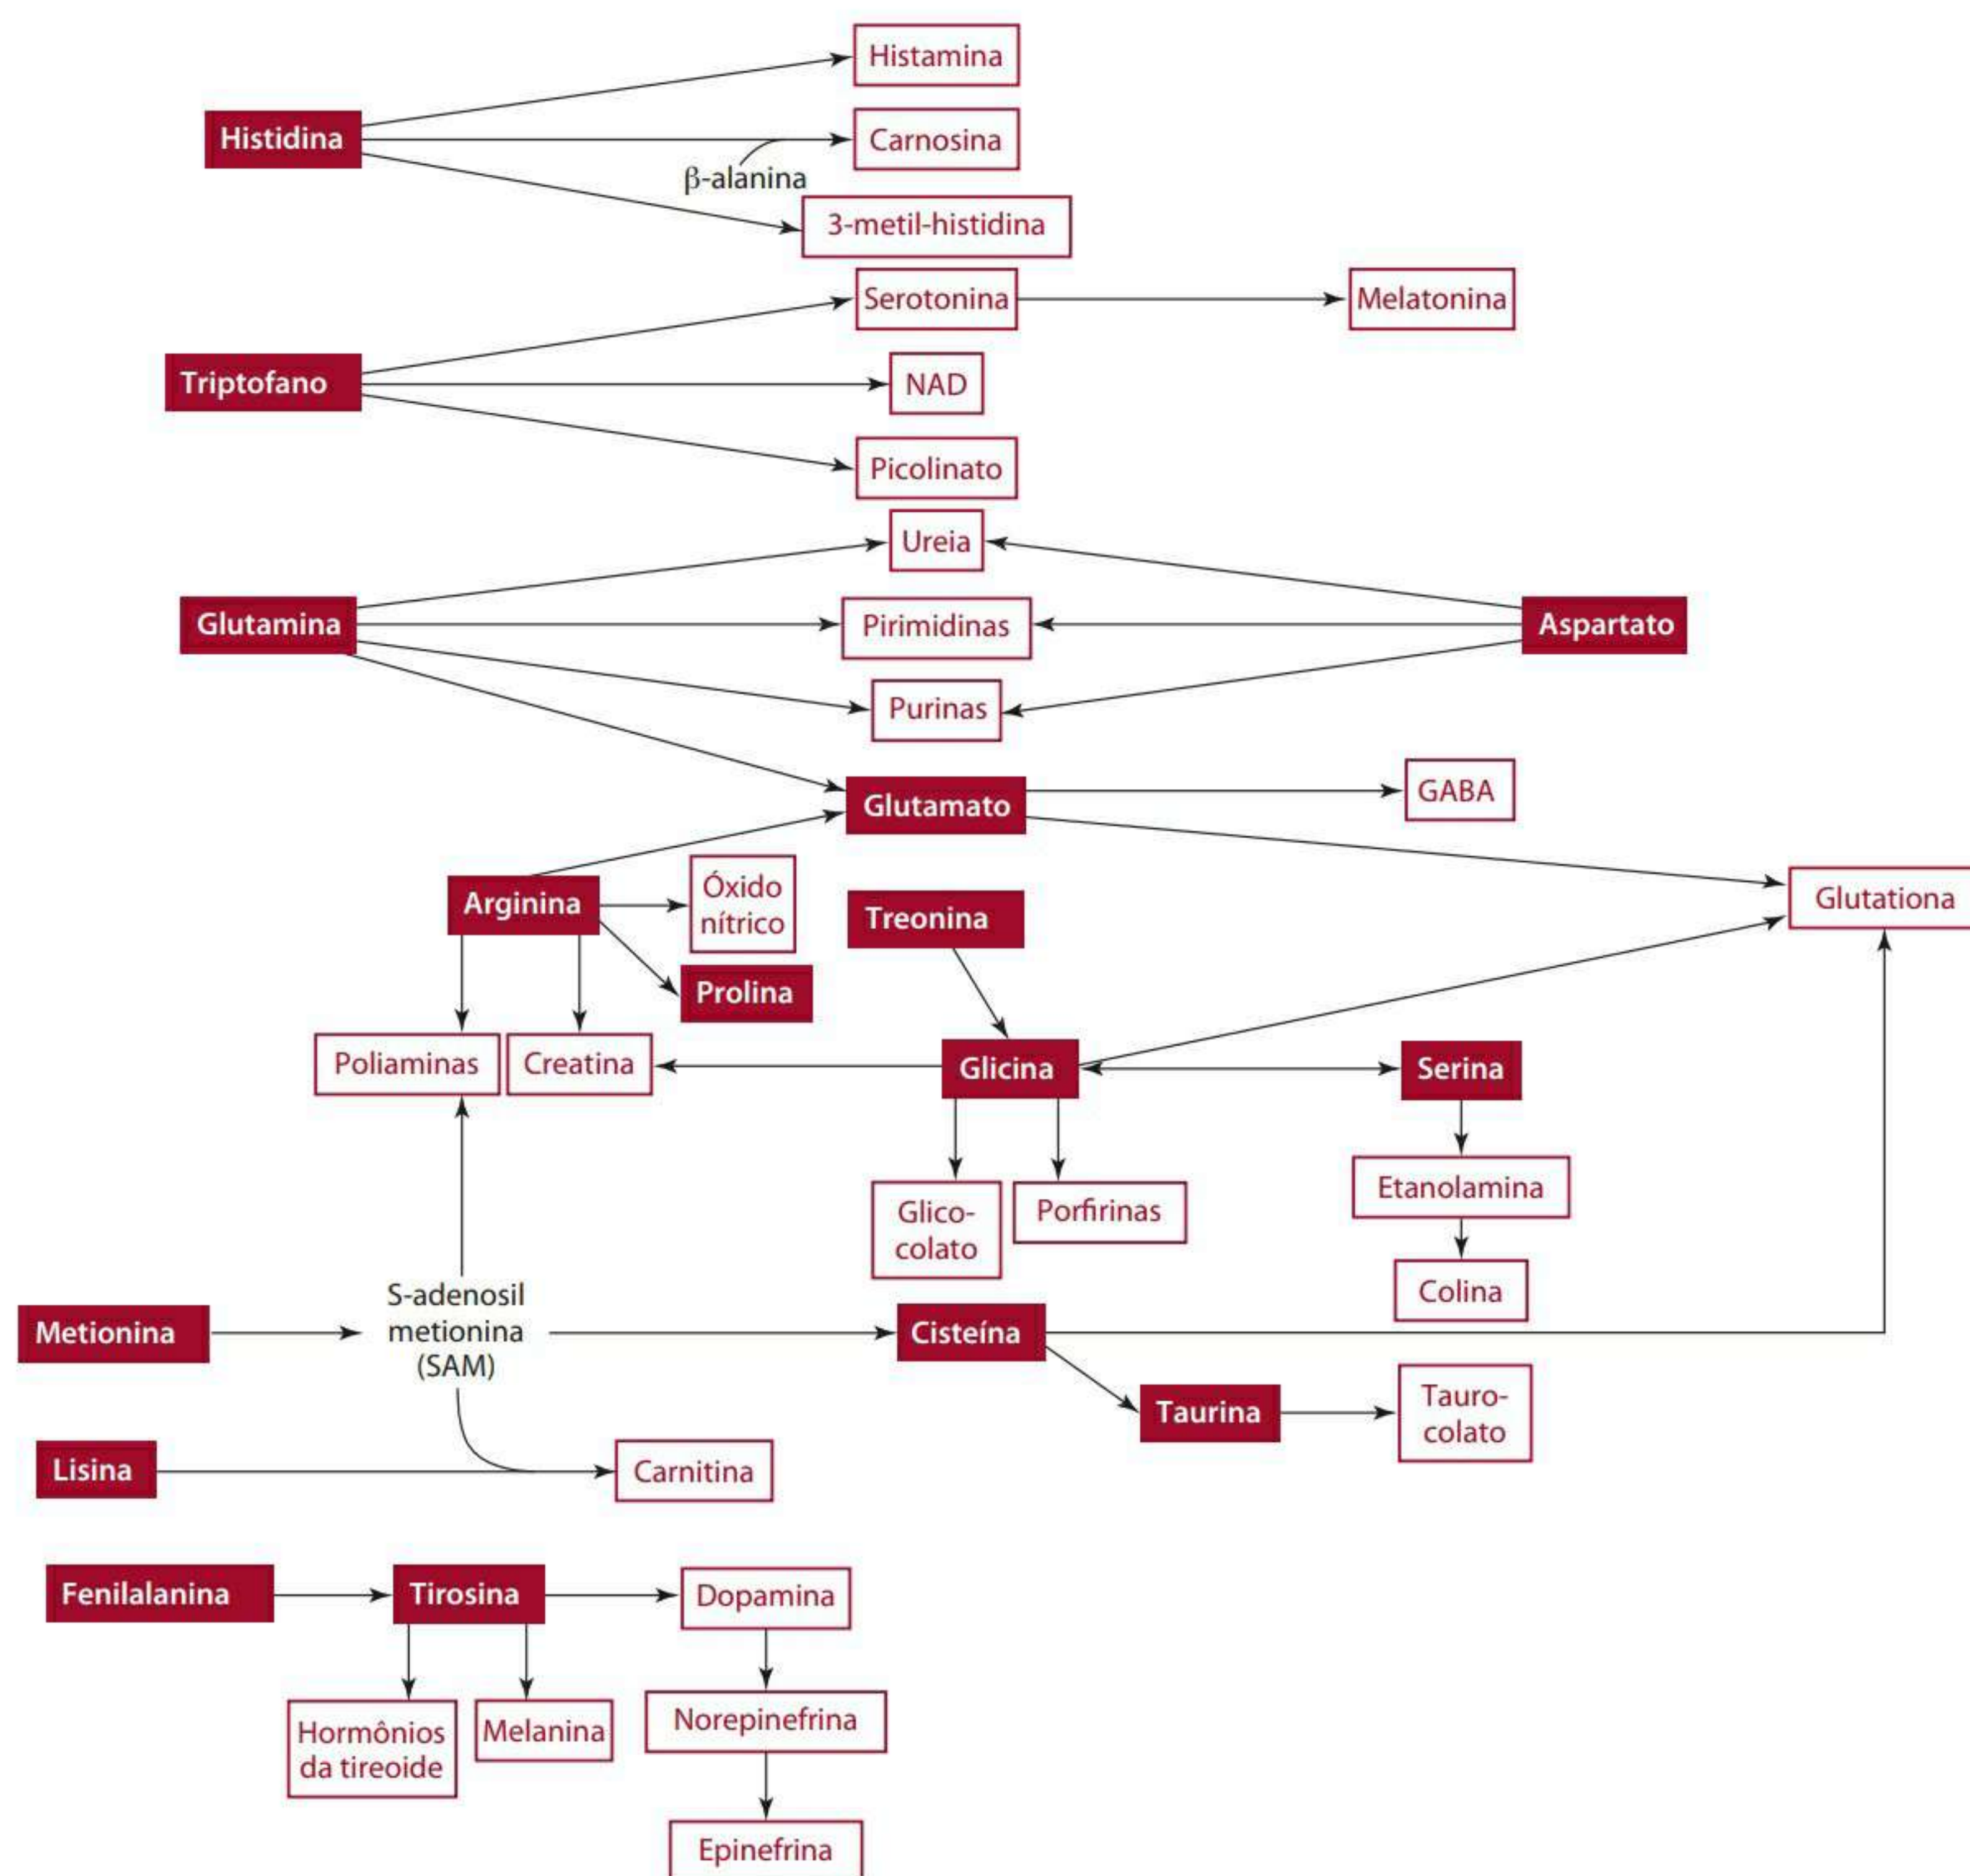 Histamina
Histidina
Carnosina
β-alanina
3-metil-histidina
Serotonina
Melatonina
Triptofano
NAD
Picolinato
Ureia
Glutamina
Pirimidinas
Aspartato
Purinas
Glutamato
GABA
Arginina
Óxido
nítrico
Treonina
Glutationa
Prolina
Poliaminas
Creatina
Glicina
Serina
Etanolamina
Glico-
colato
Porfirinas
Colina
Metionina
S-adenosil
metionina
(SAM)
Cisteína
Taurina
Tauro-
colato
Lisina
Carnitina
Fenilalanina
Tirosina
Dopamina
Hormônios
da tireoide
Melanina
Norepinefrina
Epinefrina